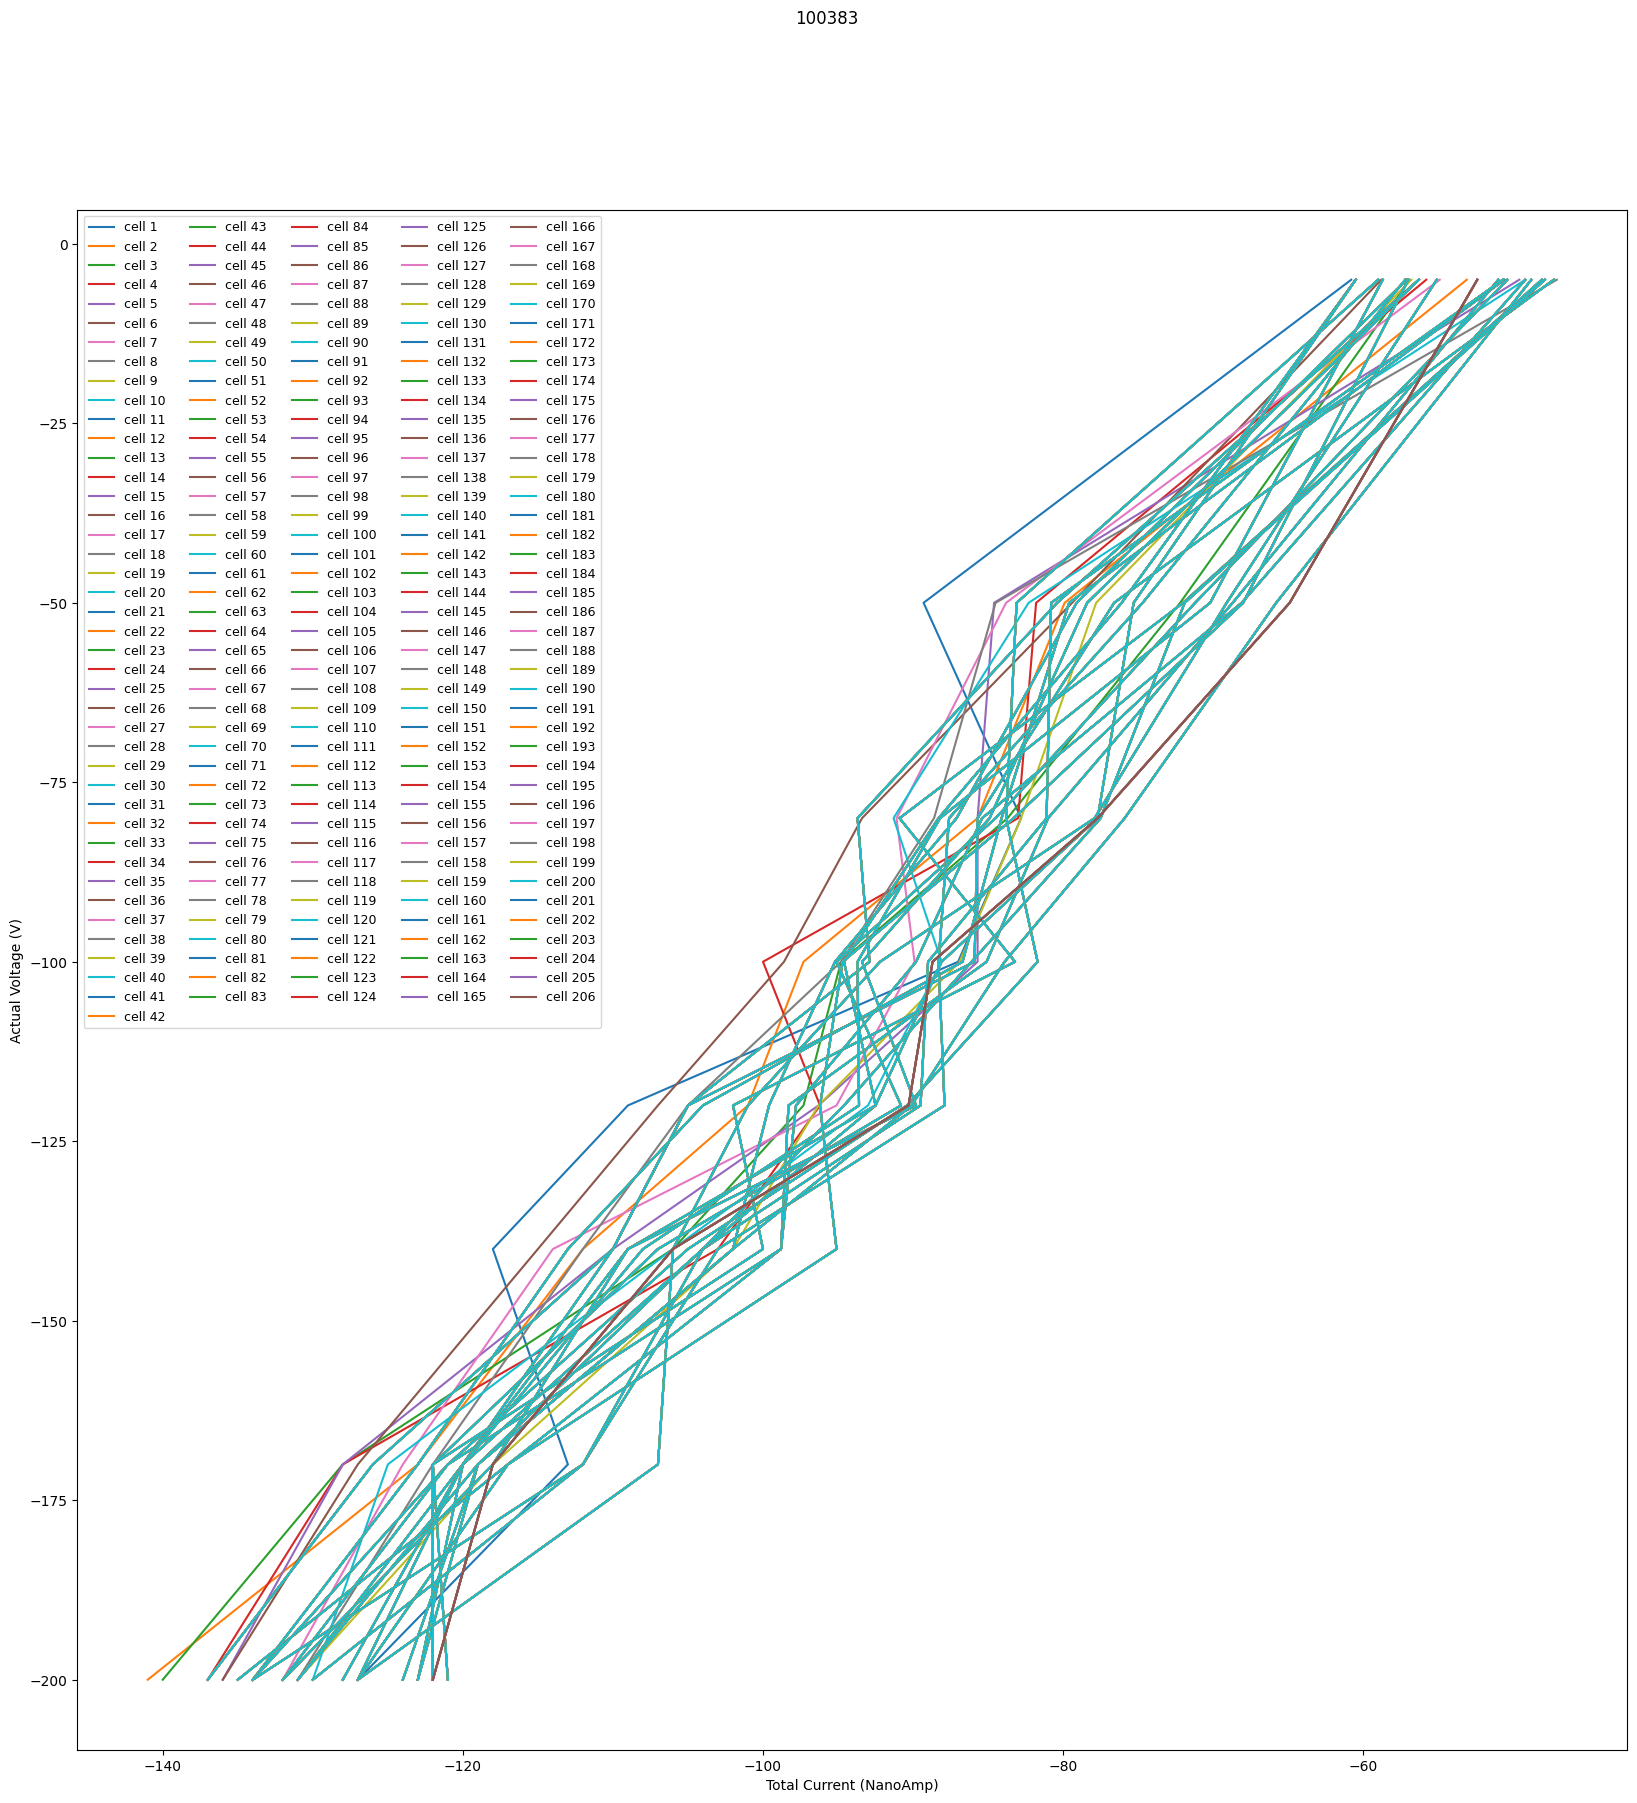 100383
cell 1 cell 43 cell 84 cell 125 cell 166
cell 2 cell 44 cell 85 cell 126 cell 167
cell 3 cell 45 cell 86 cell 127 cell 168
cell 4 cell 46 cell 87 cell 128 cell 169
cell 5 cell 47 cell 88 cell 129 cell 170
cell 6 cell 48 cell 89 cell 130 cell 171
cell 7 cell 49 cell 90 cell 131 cell 172
cell 8 cell 50 cell 91 cell 132 cell 173
cell 9 cell 51 cell 92 cell 133 cell 174
cell 10 cell 52 cell 93 cell 134 cell 175
cell 11 cell 53 cell 94 cell 135 cell 176
cell 12 cell 54 cell 95 cell 136 cell 177
cell 13 cell 55 cell 96 cell 137 cell 178
cell 14 cell 56 cell 97 cell 138 cell 179
cell 15 cell 57 cell 98 cell 139 cell 180
cell 16 cell 58 cell 99 cell 140 cell 181
cell 17 cell 59 cell 100 cell 141 cell 182
cell 18 cell 60 cell 101 cell 142 cell 183
cell 19 cell 61 cell 102 cell 143 cell 184
cell 20 cell 62 cell 103 cell 144 cell 185
cell 21 cell 63 cell 104 cell 145 cell 186
cell 22 cell 64 cell 105 cell 146 cell 187
cell 23 cell 65 cell 106 cell 147 cell 188
cell 24 cell 66 cell 107 cell 148 cell 189
cell 25 cell 67 cell 108 cell 149 cell 190
cell 26 cell 68 cell 109 cell 150 cell 191
cell 27 cell 69 cell 110 cell 151 cell 192
cell 28 cell 70 cell 111 cell 152 cell 193
cell 29 cell 71 cell 112 cell 153 cell 194
cell 30 cell 72 cell 113 cell 154 cell 195
cell 31 cell 73 cell 114 cell 155 cell 196
cell 32 cell 74 cell 115 cell 156 cell 197
cell 33 cell 75 cell 116 cell 157 cell 198
cell 34 cell 76 cell 117 cell 158 cell 199
cell 35 cell 77 cell 118 cell 159 cell 200
cell 36 cell 78 cell 119 cell 160 cell 201
cell 37 cell 79 cell 120 cell 161 cell 202
cell 38 cell 80 cell 121 cell 162 cell 203
cell 39 cell 81 cell 122 cell 163 cell 204
cell 40 cell 82 cell 123 cell 164 cell 205
cell 41 cell 83 cell 124 cell 165 cell 206
cell 42
0
−25
−50
−75
−100
−125
−150
−175
−200
Actual Voltage (V)
−140 −120 −100 −80 −60
Total Current (NanoAmp)